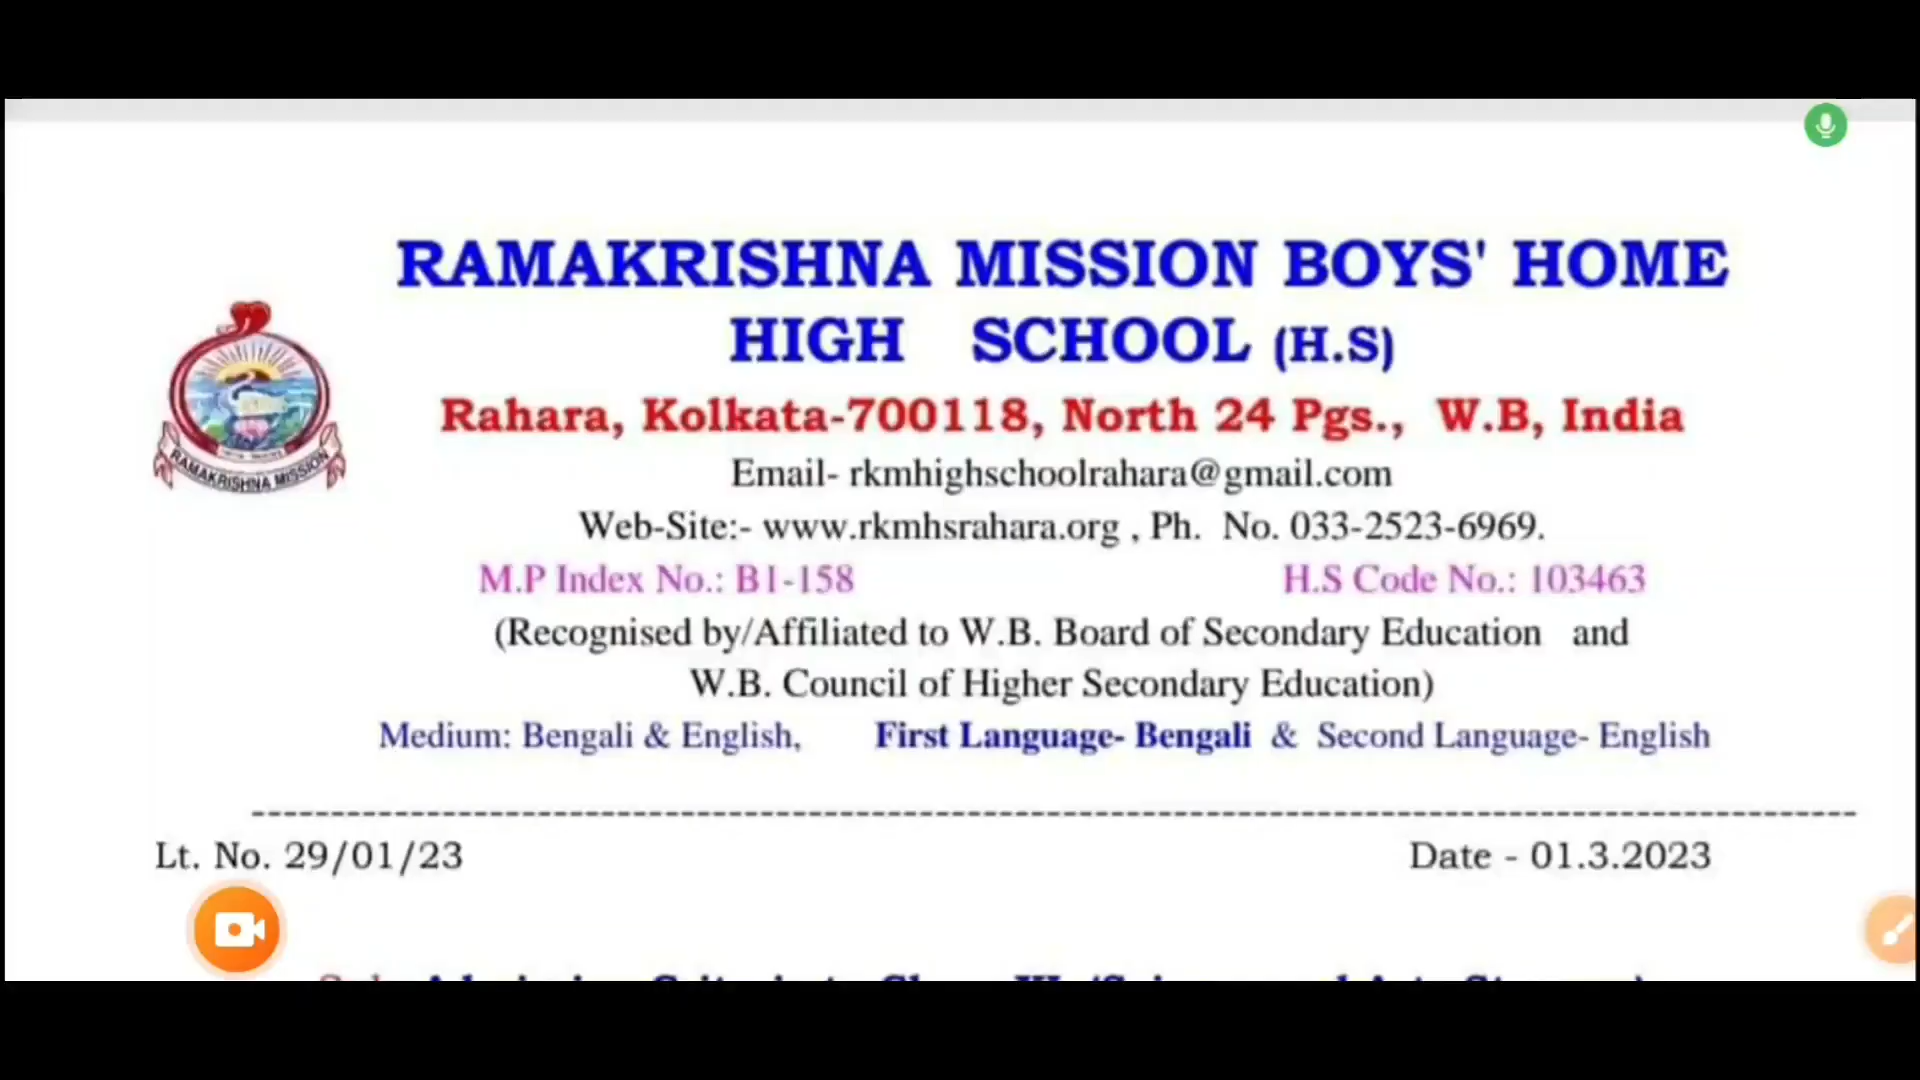 RAMAKRISHNA MISSION BOYS' HOME
HIGH SCHOOL (H.S)
Rahara, Kolkata-700118, North 24 Pgs., W.B, India
Email- rkmhighschoolrahara@gmail.com
Web-Site:- www.rkmhsrahara.org , Ph. No. 033-2523-6969.
M.P Index No.: B1-158 H.S Code No.: 103463
(Recognised by/Affiliated to W.B. Board of Secondary Education and
W.B. Council of Higher Secondary Education)
Medium: Bengali & English, First Language- Bengali & Second Language- English
RAMAKRISHNA MISSION
Lt. No. 29/01/23 Date - 01.3.2023